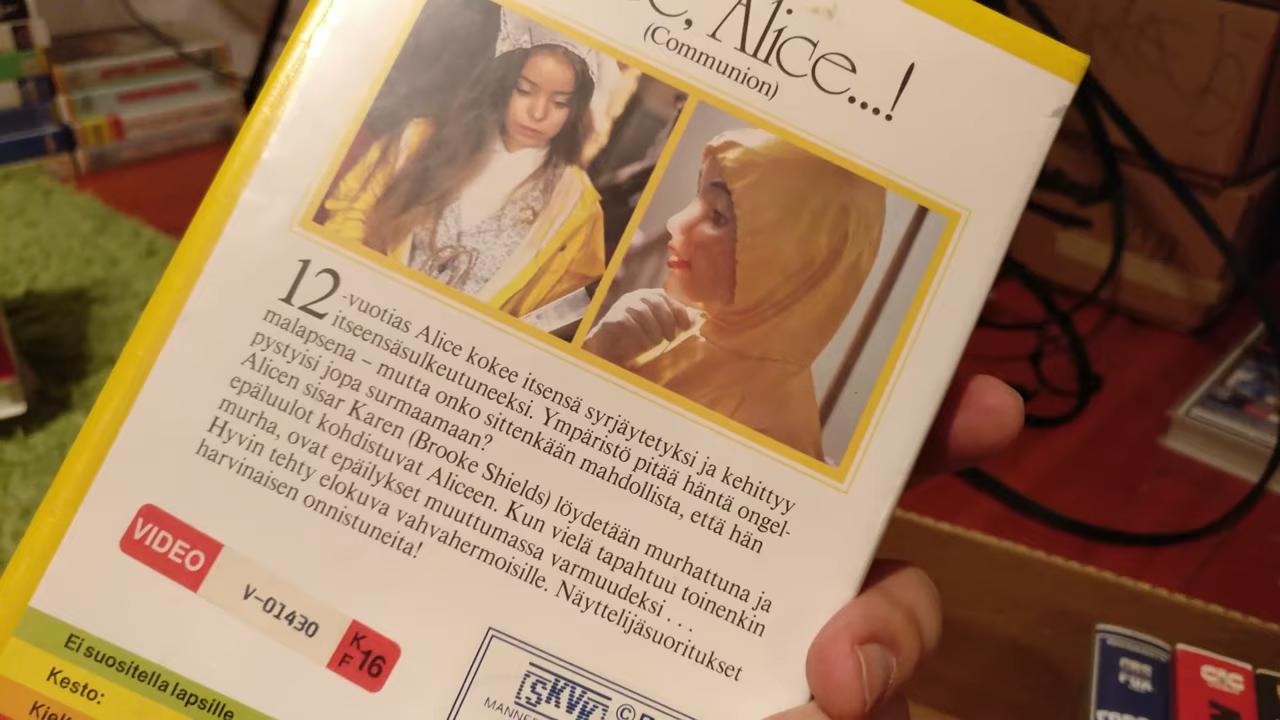 Alice...!
(Communion)
12-vuotias Alice kokee itsensä syrjäytetyksi ja kehittyy
itseensäsulkeutuneeksi. Ympäristö pitää häntä ongel-
malapsena – mutta onko sittenkään mahdollista, että hän
pystyisi jopa surmaamaan?
Alicen sisar Karen (Brooke Shields) löydetään murhattuna ja
epäluulot kohdistuvat Aliceen. Kun vielä tapahtuu toinenkin
murha, ovat epäilykset muuttumassa varmuudeksi . . .
Hyvin tehty elokuva vahvahermoisille. Näyttelijäsuoritukset
harvinaisen onnistuneita!
VIDEO
V-01430
K
F 16
Ei suositella lapsille
Kesto:
SKVK
©